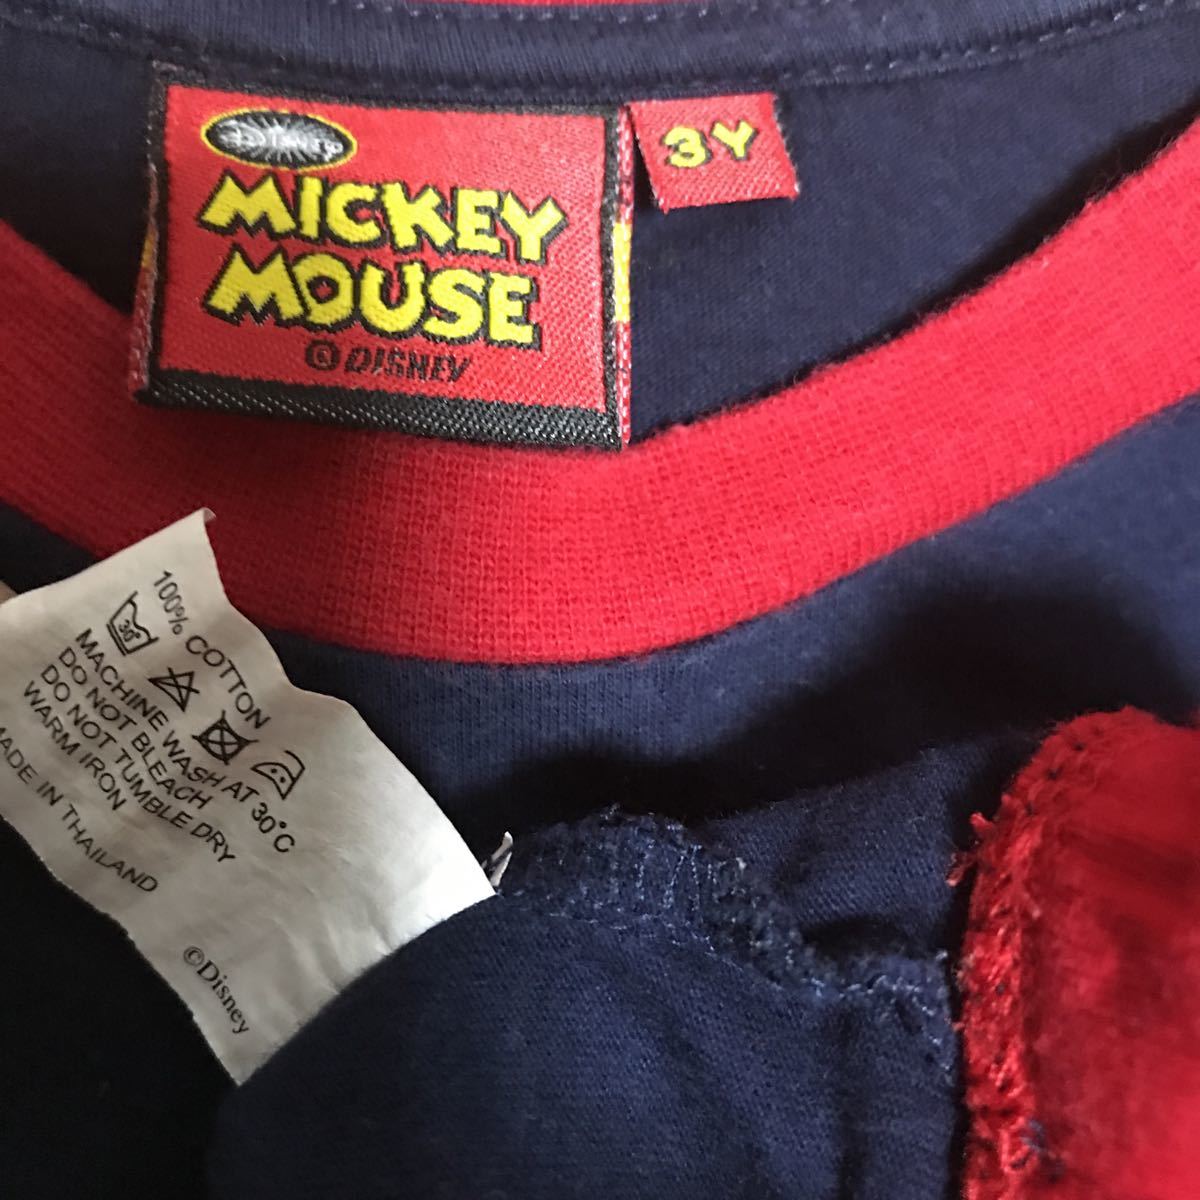 DISNEY
MICKEY
MOUSE
© DISNEY
3Y
100% COTTON
30°
MACHINE WASH AT 30°C
DO NOT BLEACH
DO NOT TUMBLE DRY
WARM IRON
MADE IN THAILAND
©Disney